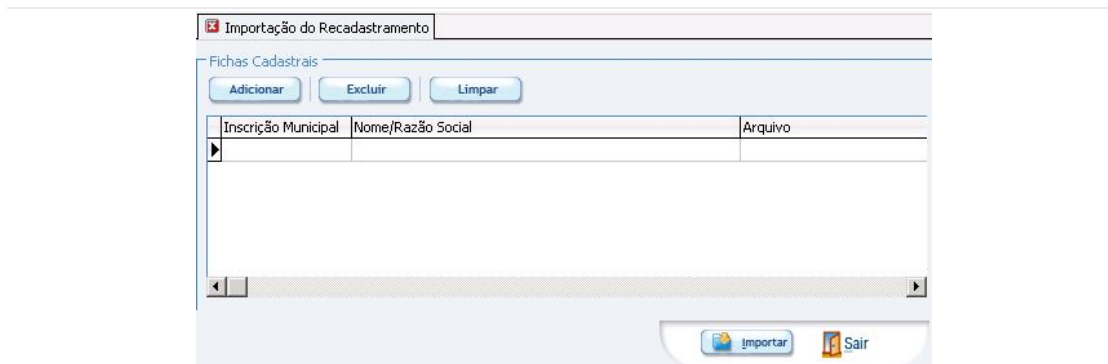 Importação do Recadastramento
Fichas Cadastrais
Adicionar Excluir Limpar
Inscrição Municipal Nome/Razão Social Arquivo
Importar Sair